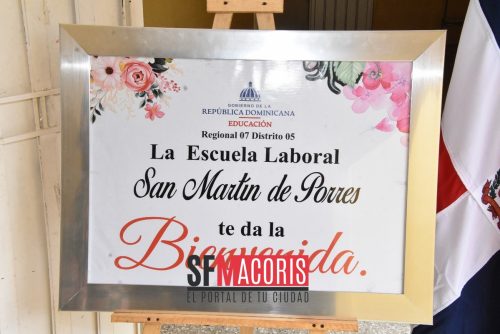 GOBIERNO DE LA
REPÚBLICA DOMINICANA
EDUCACIÓN
Regional 07 Distrito 05
La Escuela Laboral
San Martín de Porres
te da la
Bienvenida.
SFMACORIS
EL PORTAL DE TU CIUDAD